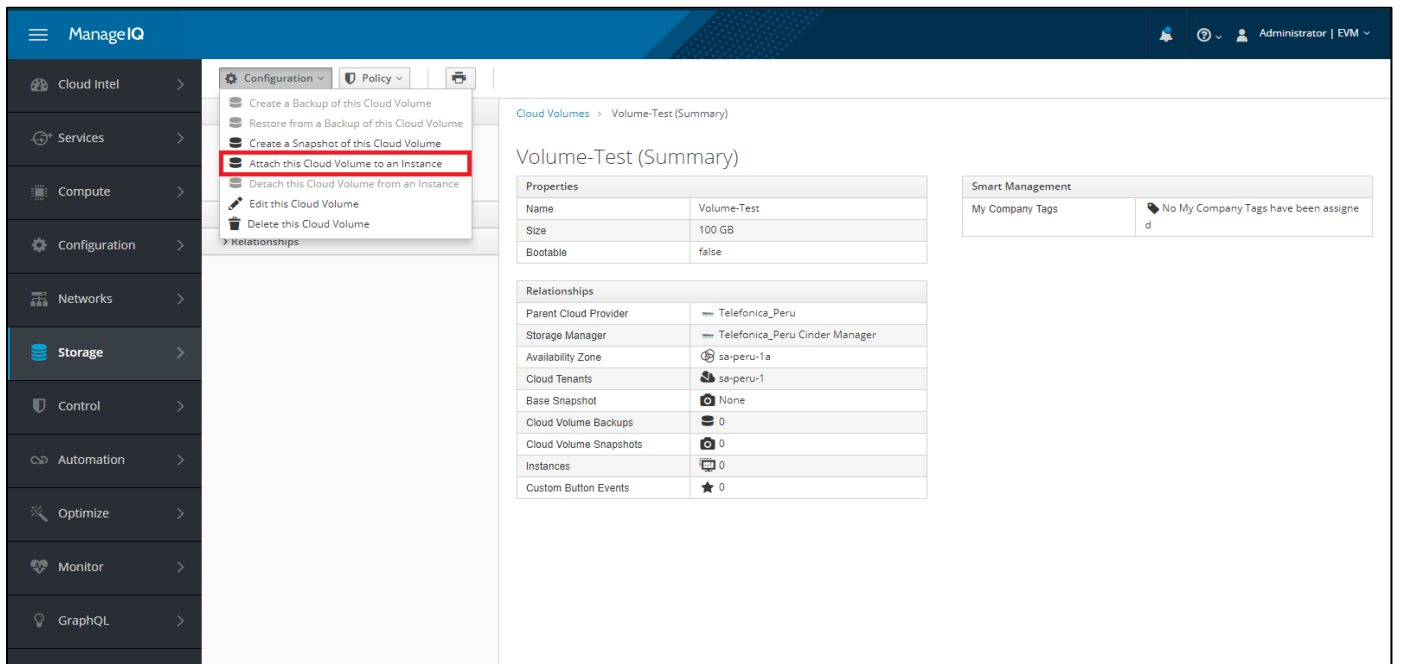 ManageIQ
Administrator | EVM
Cloud Intel
Services
Compute
Configuration
Networks
Storage
Control
Automation
Optimize
Monitor
GraphQL
Configuration
Policy
Create a Backup of this Cloud Volume
Restore from a Backup of this Cloud Volume
Create a Snapshot of this Cloud Volume
Attach this Cloud Volume to an Instance
Detach this Cloud Volume from an Instance
Edit this Cloud Volume
Delete this Cloud Volume
Relationships
Cloud Volumes > Volume-Test (Summary)
Volume-Test (Summary)
Properties
Name Volume-Test
Size 100 GB
Bootable false
Relationships
Parent Cloud Provider Telefonica_Peru
Storage Manager Telefonica_Peru Cinder Manager
Availability Zone sa-peru-1a
Cloud Tenants sa-peru-1
Base Snapshot None
Cloud Volume Backups 0
Cloud Volume Snapshots 0
Instances 0
Custom Button Events 0
Smart Management
My Company Tags No My Company Tags have been assigne
d